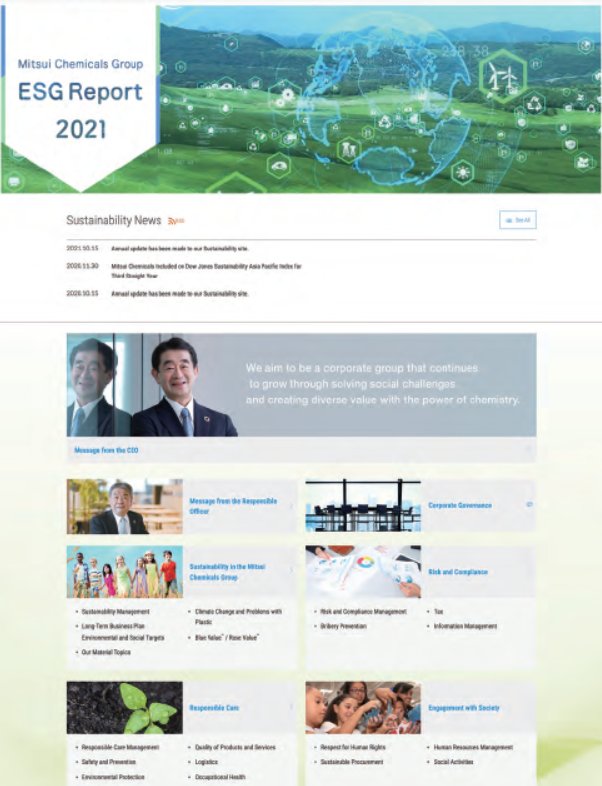 Mitsui Chemicals Group
ESG Report
2021
Sustainability News
See All
2021.10.15 Annual update has been made to our Sustainability site.
2020.11.30 Mitsui Chemicals Included on Dow Jones Sustainability Asia Pacific Index for
Third Straight Year
2020.10.15 Annual update has been made to our Sustainability site.
We aim to be a corporate group that continues
to grow through solving social challenges
and creating diverse value with the power of chemistry.
Message from the CEO
Message from the Responsible
Officer
Corporate Governance
Sustainability in the Mitsui
Chemicals Group
Risk and Compliance
• Sustainability Management
• Long-Term Business Plan
Environmental and Social Targets
• Our Material Topics
• Climate Change and Problems with
Plastic
• Blue Value™ / Rose Value™
• Risk and Compliance Management
• Bribery Prevention
• Tax
• Information Management
Responsible Care
Engagement with Society
• Responsible Care Management
• Safety and Prevention
• Environmental Protection
• Quality of Products and Services
• Logistics
• Occupational Health
• Respect for Human Rights
• Sustainable Procurement
• Human Resources Management
• Social Activities